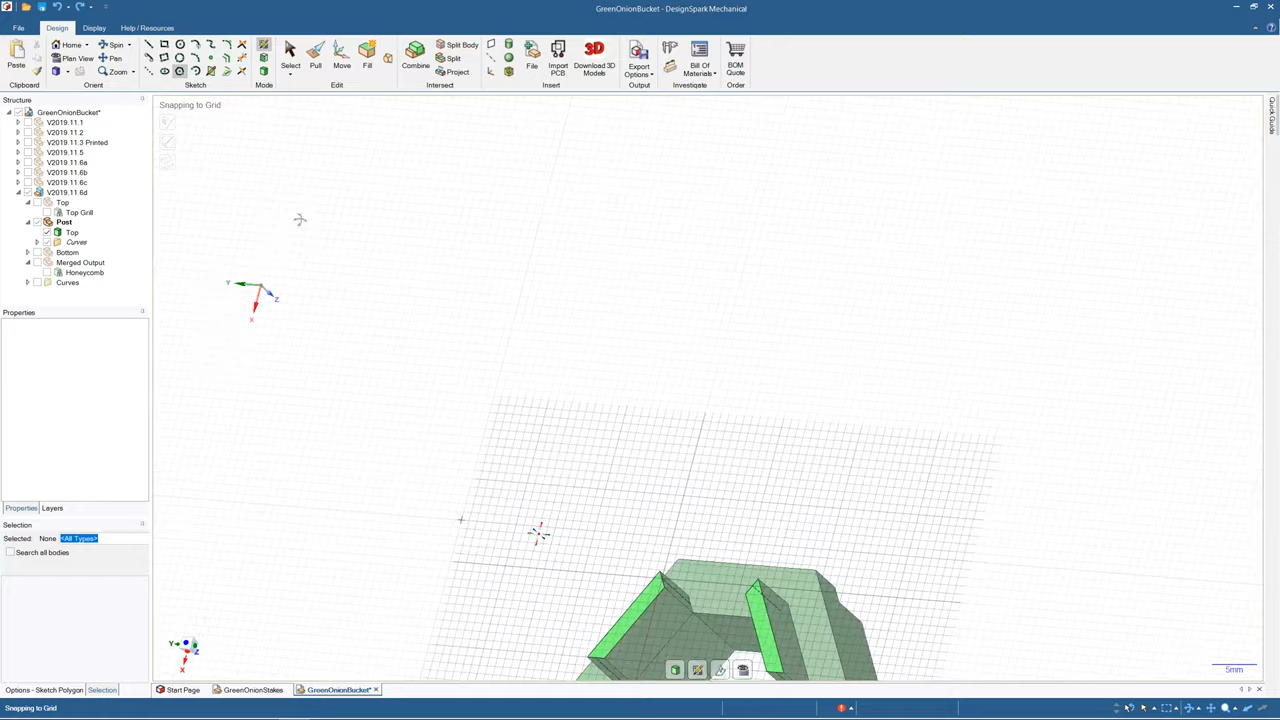 GreenOnionBucket - DesignSpark Mechanical
File Design Display Help / Resources
Home Spin
Plan View Pan
Zoom
Paste
Select Pull Move Fill
Combine Split Body
Split
Project
File Import PCB Download 3D Models
Export Options
Bill Of Materials
BOM Quote
Clipboard Orient Sketch Mode Edit Intersect Insert Output Investigate Order
Structure
Snapping to Grid
Quick Guide
GreenOnionBucket*
V2019.11.1
V2019.11.2
V2019.11.3 Printed
V2019.11.5
V2019.11.6a
V2019.11.6b
V2019.11.6c
V2019.11.6d
Top
Top Grill
Post
Top
Curves
Bottom
Merged Output
Honeycomb
Curves
Y
Z
X
Properties
Properties Layers
Selection
Selected: None <All Types>
Search all bodies
Y
Z
X
5mm
Options - Sketch Polygon Selection
Start Page GreenOnionStakes GreenOnionBucket*
Snapping to Grid